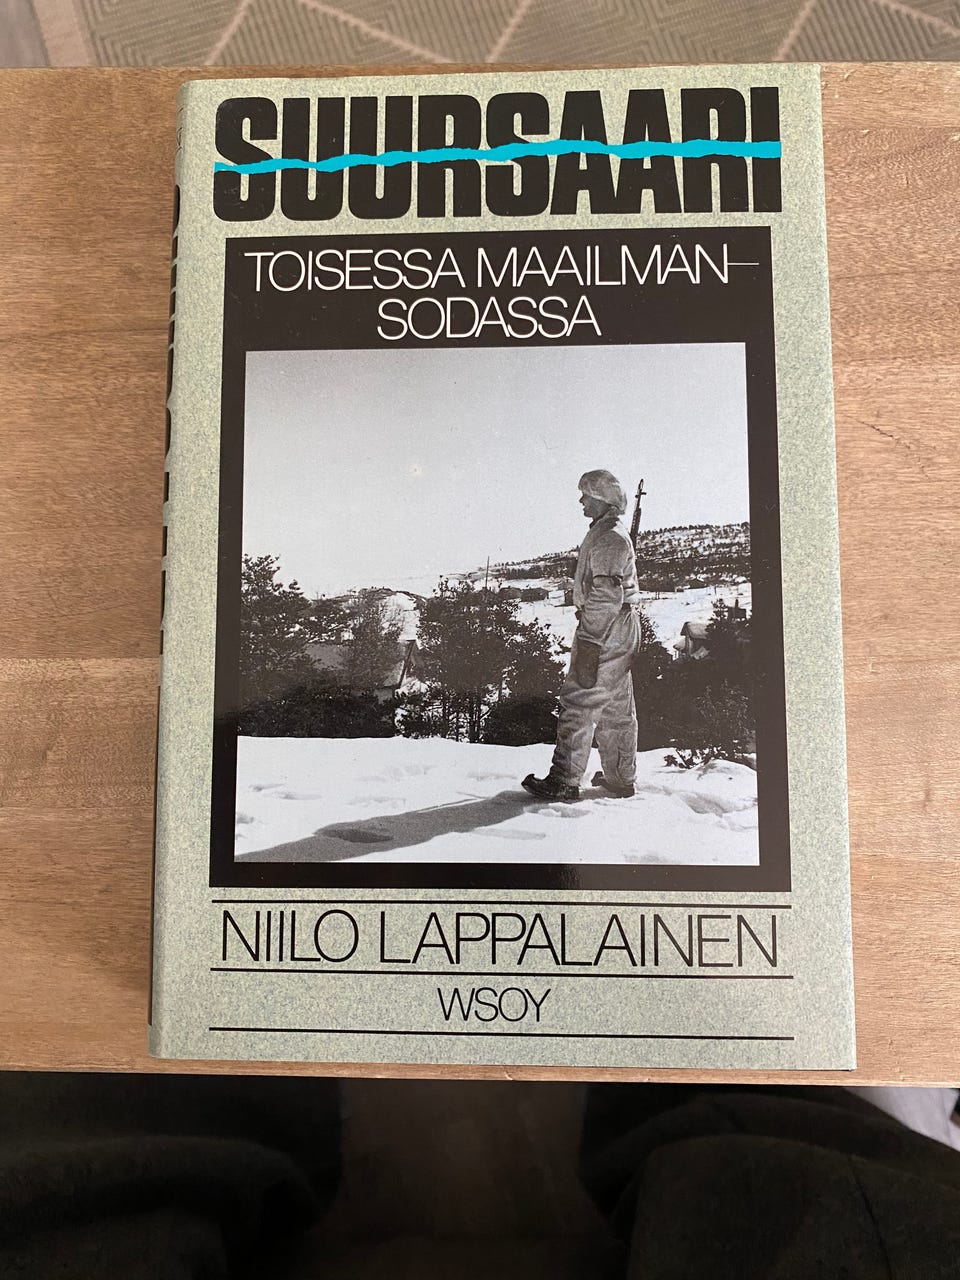 SUURSAARI
TOISESSA MAAILMAN-
SODASSA
NIILO LAPPALAINEN
WSOY